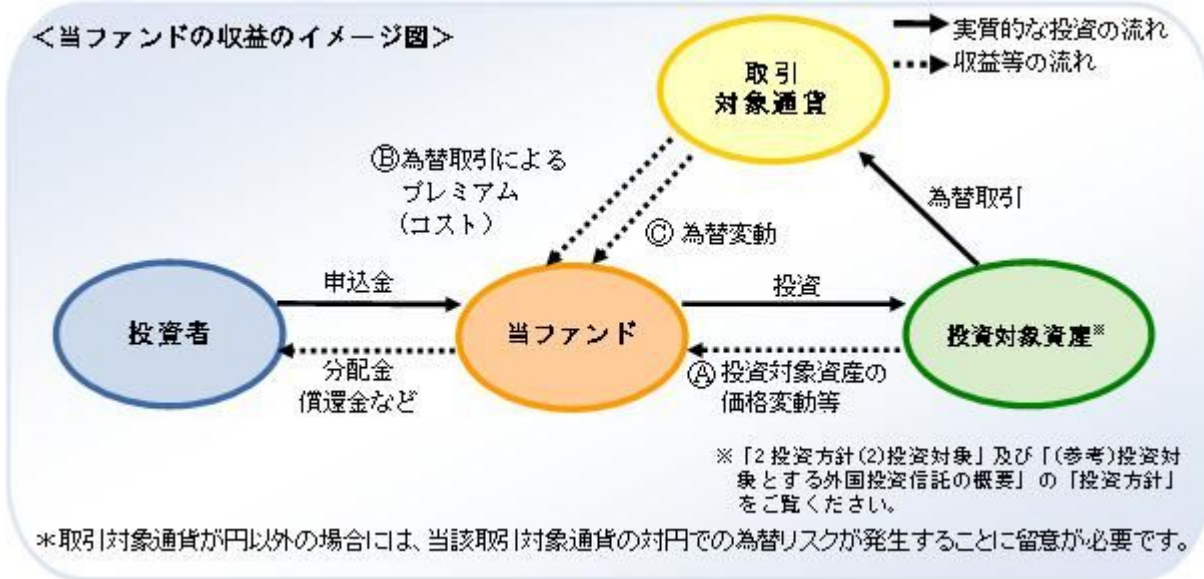 ＜当ファンドの収益のイメージ図＞
実質的な投資の流れ
収益等の流れ
取引
対象通貨
Ⓑ為替取引による
プレミアム
（コスト）
Ⓒ 為替変動
為替取引
申込金
投資
投資者
当ファンド
投資対象資産※
分配金
償還金など
Ⓐ 投資対象資産の
価格変動等
※「2 投資方針(2)投資対象」及び「(参考)投資対
象とする外国投資信託の概要」の「投資方針」
をご覧ください。
＊取引対象通貨が円以外の場合には、当該取引対象通貨の対円での為替リスクが発生することに留意が必要です。